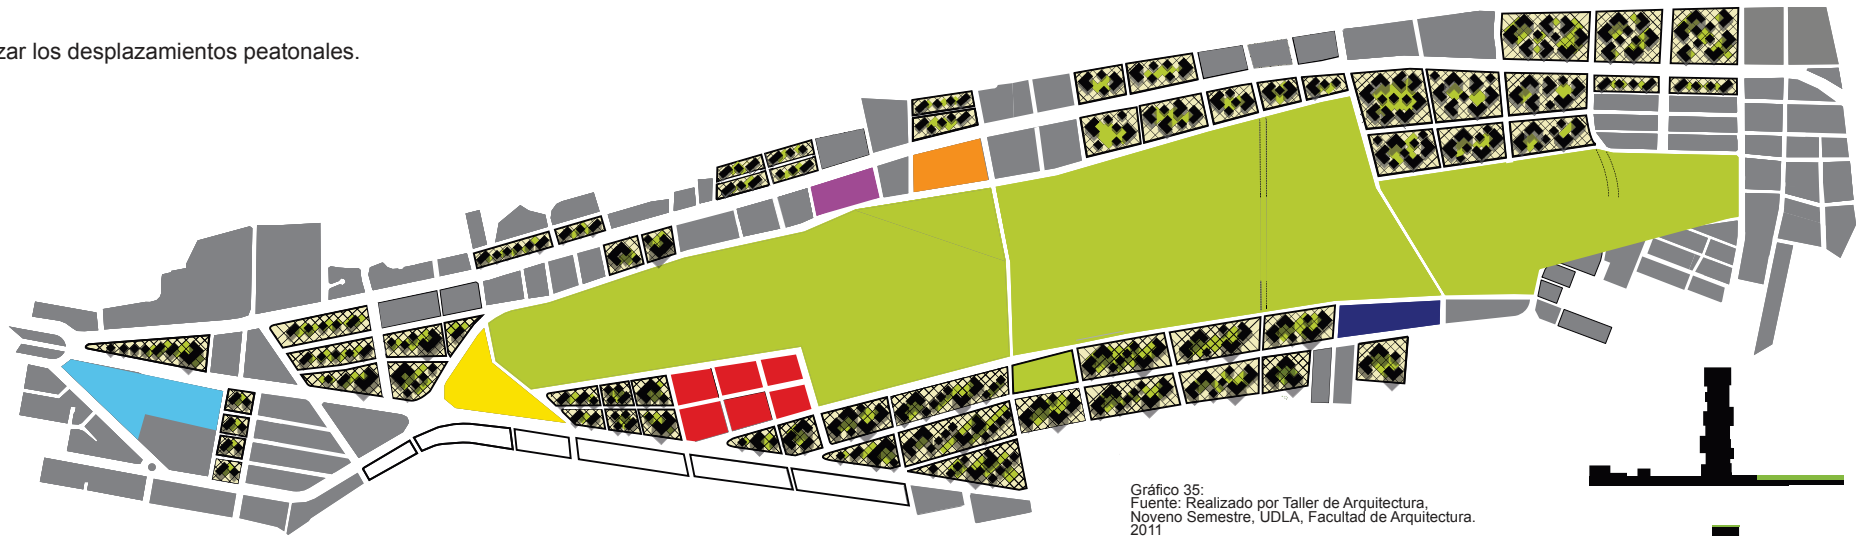 zar los desplazamientos peatonales.
Gráfico 35:
Fuente: Realizado por Taller de Arquitectura,
Noveno Semestre, UDLA, Facultad de Arquitectura.
2011